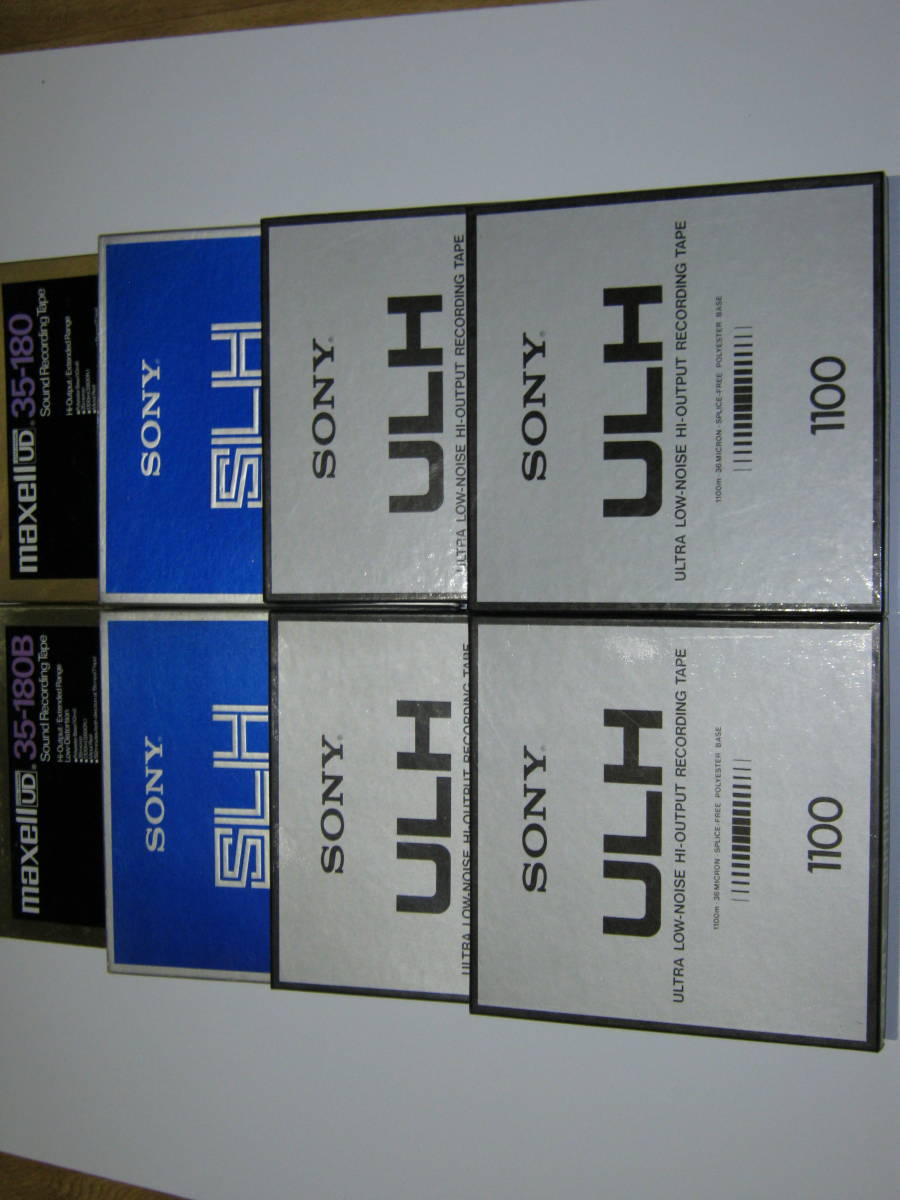 maxell UD 35-180B
Sound Recording Tape
Hi-Output · Extended Range
Low Distortion
maxell UD 35-180
Sound Recording Tape
Hi-Output · Extended Range
SONY
SLH
SONY
SLH
SONY
ULH
ULTRA LOW-NOISE HI-OUTPUT RECORDING TAPE
SONY
ULH
ULTRA LOW-NOISE HI-OUTPUT RECORDING TAPE
SONY
ULH
ULTRA LOW-NOISE HI-OUTPUT RECORDING TAPE
1100m · 36 MICRON · SPLICE-FREE POLYESTER BASE
1100
SONY
ULH
ULTRA LOW-NOISE HI-OUTPUT RECORDING TAPE
1100m · 36 MICRON · SPLICE-FREE POLYESTER BASE
1100